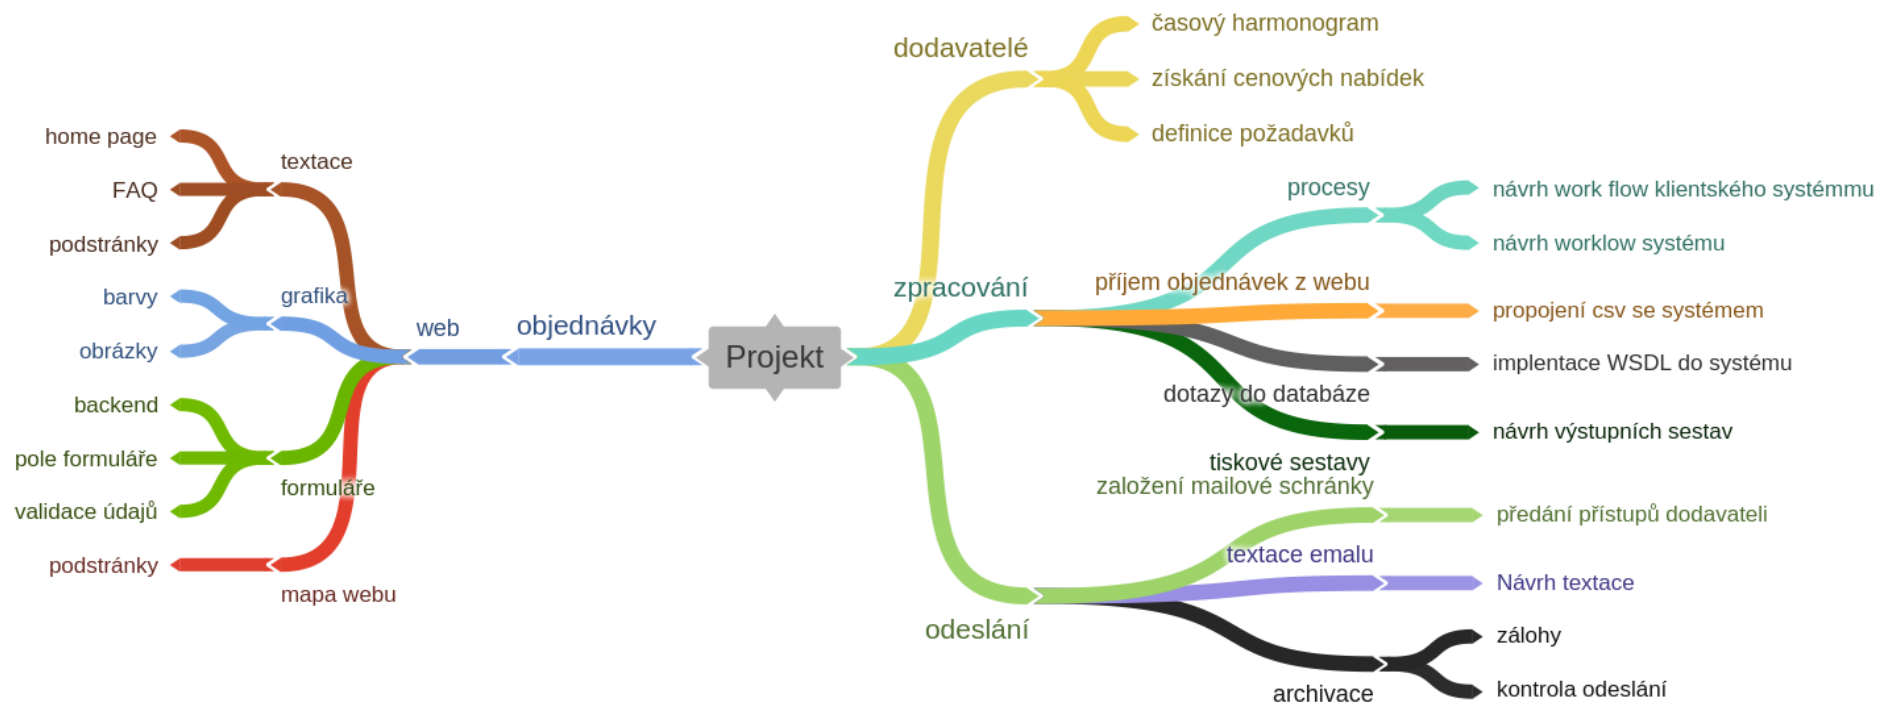 Projekt
dodavatelé
časový harmonogram
získání cenových nabídek
definice požadavků
zpracování
procesy
návrh work flow klientského systémmu
návrh worklow systému
příjem objednávek z webu
propojení csv se systémem
dotazy do databáze
implentace WSDL do systému
tiskové sestavy
návrh výstupních sestav
odeslání
založení mailové schránky
předání přístupů dodavateli
textace emalu
Návrh textace
archivace
zálohy
kontrola odeslání
objednávky
web
textace
home page
FAQ
podstránky
grafika
barvy
obrázky
formuláře
backend
pole formuláře
validace údajů
mapa webu
podstránky